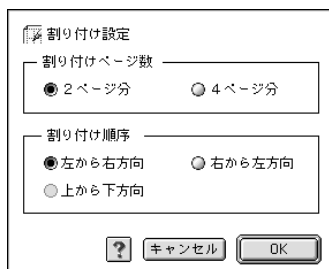 割り付け設定
割り付けページ数
2ページ分 4ページ分
割り付け順序
左から右方向 右から左方向
上から下方向
? キャンセル OK